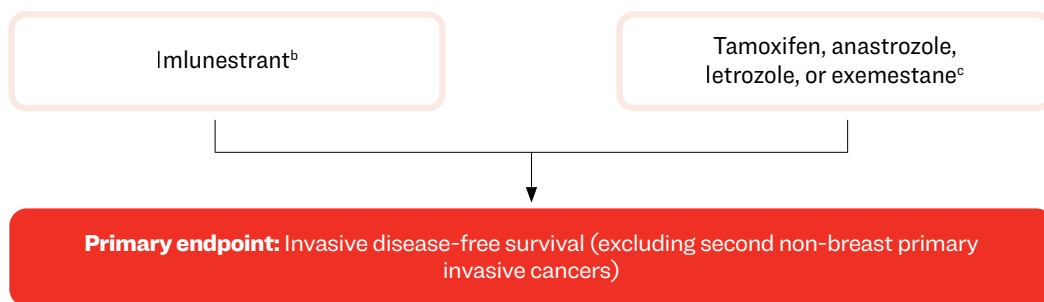 Imlunestrantᵇ
Tamoxifen, anastrozole,
letrozole, or exemestaneᶜ
Primary endpoint: Invasive disease-free survival (excluding second non-breast primary
invasive cancers)